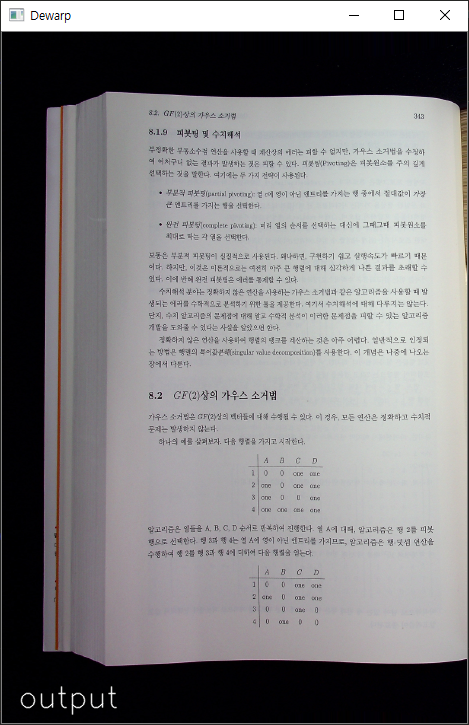 Dewarp
8.2. GF(2)상의 가우스 소거법 343
8.1.9 피봇팅 및 수치해석
부정확한 부동소수점 연산을 사용할 때 계산상의 에러는 피할 수 없지만, 가우스 소거법을 수정하
여 어처구니 없는 결과가 발생하는 것은 피할 수 있다. 피봇팅(Pivoting)은 피봇원소를 주의 깊게
선택하는 것을 말한다. 여기에는 두 가지 전략이 사용된다.
• 부분적 피봇팅(partial pivoting): 열 c에 영이 아닌 엔트리를 가지는 행 중에서 절대값이 가장
큰 엔트리를 가지는 행을 선택한다.
• 완전 피봇팅(complete pivoting): 미리 열의 순서를 선택하는 대신에 그때그때 피봇원소를
최대로 하는 각 열을 선택한다.
보통은 부분적 피봇팅이 실질적으로 사용된다. 왜냐하면, 구현하기 쉽고 실행속도가 빠르기 때문
이다. 하지만, 이것은 이론적으로는 여전히 아주 큰 행렬에 대해 심각하게 나쁜 결과를 초래할 수
있다. 이에 반해 완전 피봇팅은 에러를 통제할 수 있다.
수치해석 분야는 정확하지 않은 연산을 사용하는 가우스 소거법과 같은 알고리즘을 사용할 때 발
생되는 에러를 수학적으로 분석하기 위한 툴을 제공한다. 여기서 수치해석에 대해 다루지는 않는다.
단지, 수치 알고리즘의 문제점에 대해 알고 수학적 분석이 이러한 문제점을 피할 수 있는 알고리즘
개발을 도와줄 수 있다는 사실을 알았으면 한다.
정확하지 않은 연산을 사용하여 행렬의 랭크를 계산하는 것은 아주 어렵다. 일반적으로 인정되
는 방법은 행렬의 특이값분해(singular value decomposition)를 사용한다. 이 개념은 나중에 나오는
장에서 다룬다.
8.2 GF(2)상의 가우스 소거법
가우스 소거법은 GF(2)상의 벡터들에 대해 수행될 수 있다. 이 경우, 모든 연산은 정확하고 수치적
문제는 발생하지 않는다.
하나의 예를 살펴보자. 다음 행렬을 가지고 시작한다.
A B C D
1 0 0 one one
2 one 0 one one
3 one 0 0 one
4 one one one one
알고리즘은 열들을 A, B, C, D 순서로 반복하여 진행한다. 열 A에 대해, 알고리즘은 행 2를 피봇
행으로 선택한다. 행 3과 행 4는 열 A에 영이 아닌 엔트리를 가지므로, 알고리즘은 행-덧셈 연산을
수행하여 행 2를 행 3과 행 4에 더하여 다음 행렬을 얻는다.
A B C D
1 0 0 one one
2 one 0 one one
3 0 0 one 0
4 0 one 0 0
output